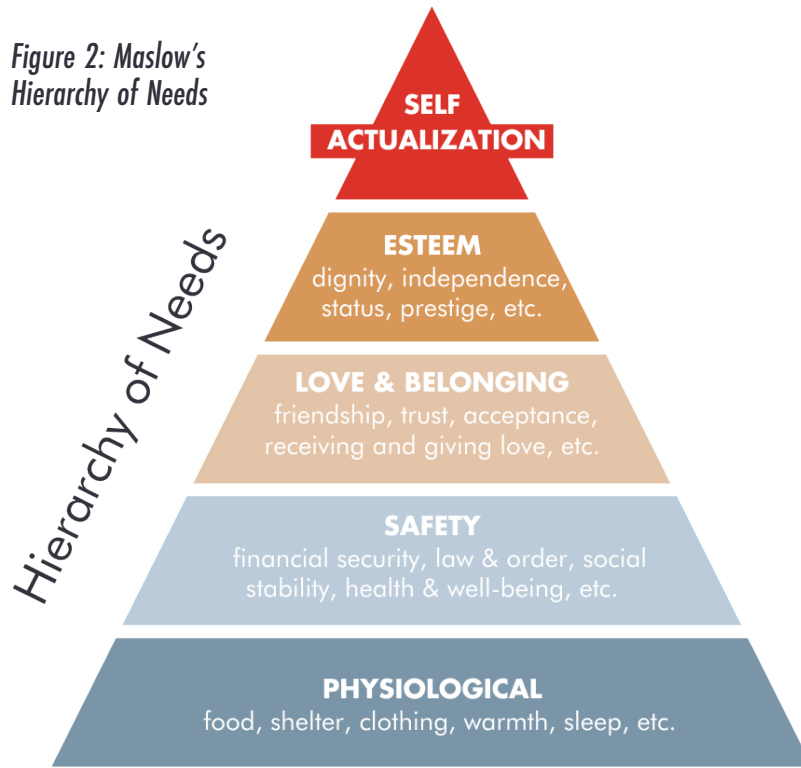 Figure 2: Maslow's
Hierarchy of Needs
Hierarchy of Needs
SELF
ACTUALIZATION
ESTEEM
dignity, independence,
status, prestige, etc.
LOVE & BELONGING
friendship, trust, acceptance,
receiving and giving love, etc.
SAFETY
financial security, law & order, social
stability, health & well-being, etc.
PHYSIOLOGICAL
food, shelter, clothing, warmth, sleep, etc.